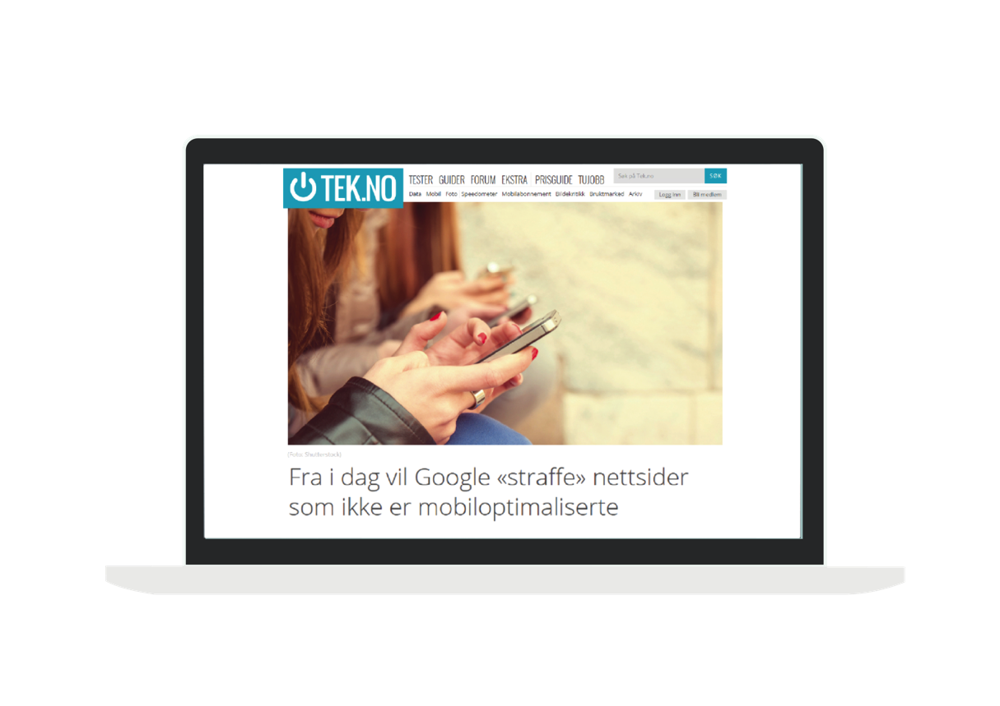 TEK.NO
TESTER GUIDER FORUM EKSTRA PRISGUIDE TUJOBB
Søk på Tek.no
SØK
Data Mobil Foto Speedometer Mobilabonnement Bildekritikk Bruktmarked Arkiv
Logg Inn
Bli medlem
(Foto: Shutterstock)
Fra i dag vil Google «straffe» nettsider
som ikke er mobiloptimaliserte